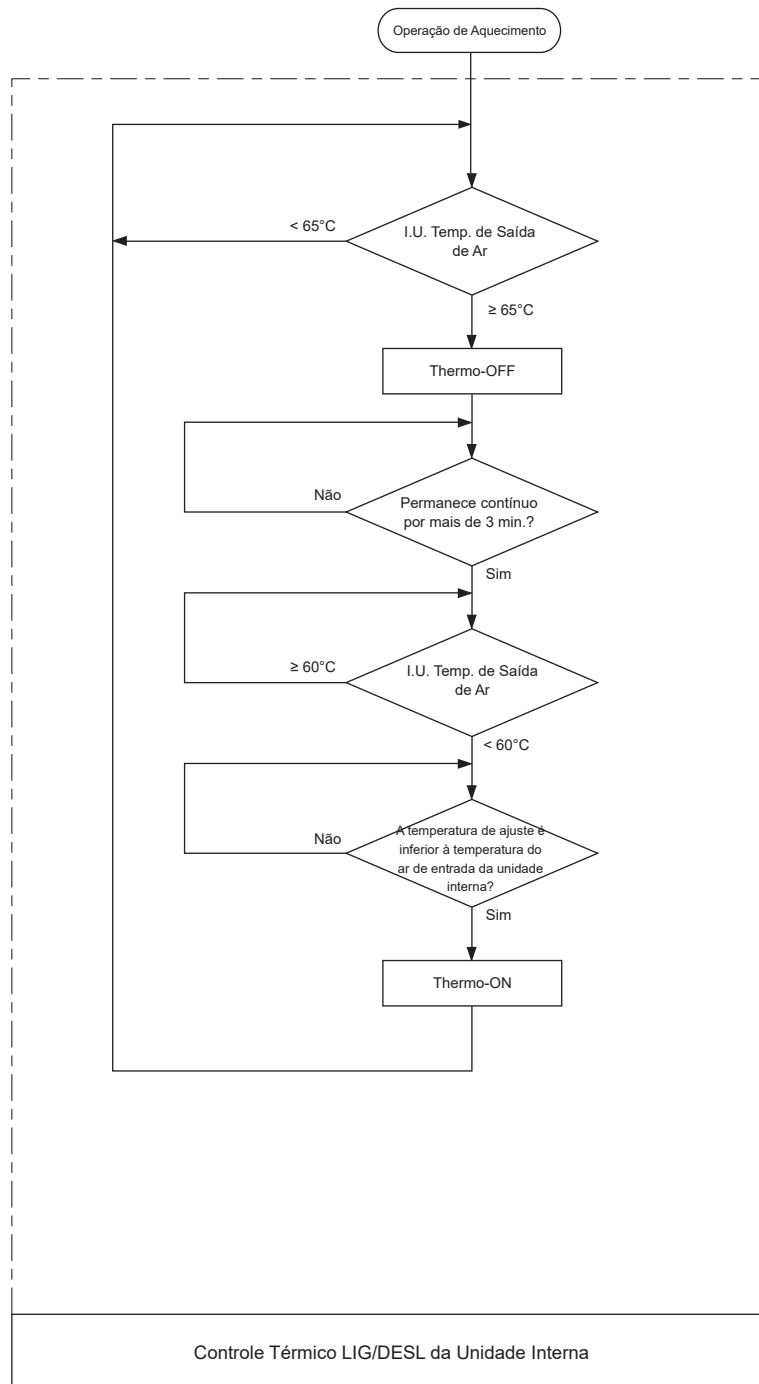 Operação de Aquecimento
< 65°C
I.U. Temp. de Saída
de Ar
≥ 65°C
Thermo-OFF
Não
Permanece contínuo
por mais de 3 min.?
Sim
≥ 60°C
I.U. Temp. de Saída
de Ar
< 60°C
Não
A temperatura de ajuste é
inferior à temperatura do
ar de entrada da unidade
interna?
Sim
Thermo-ON
Controle Térmico LIG/DESL da Unidade Interna